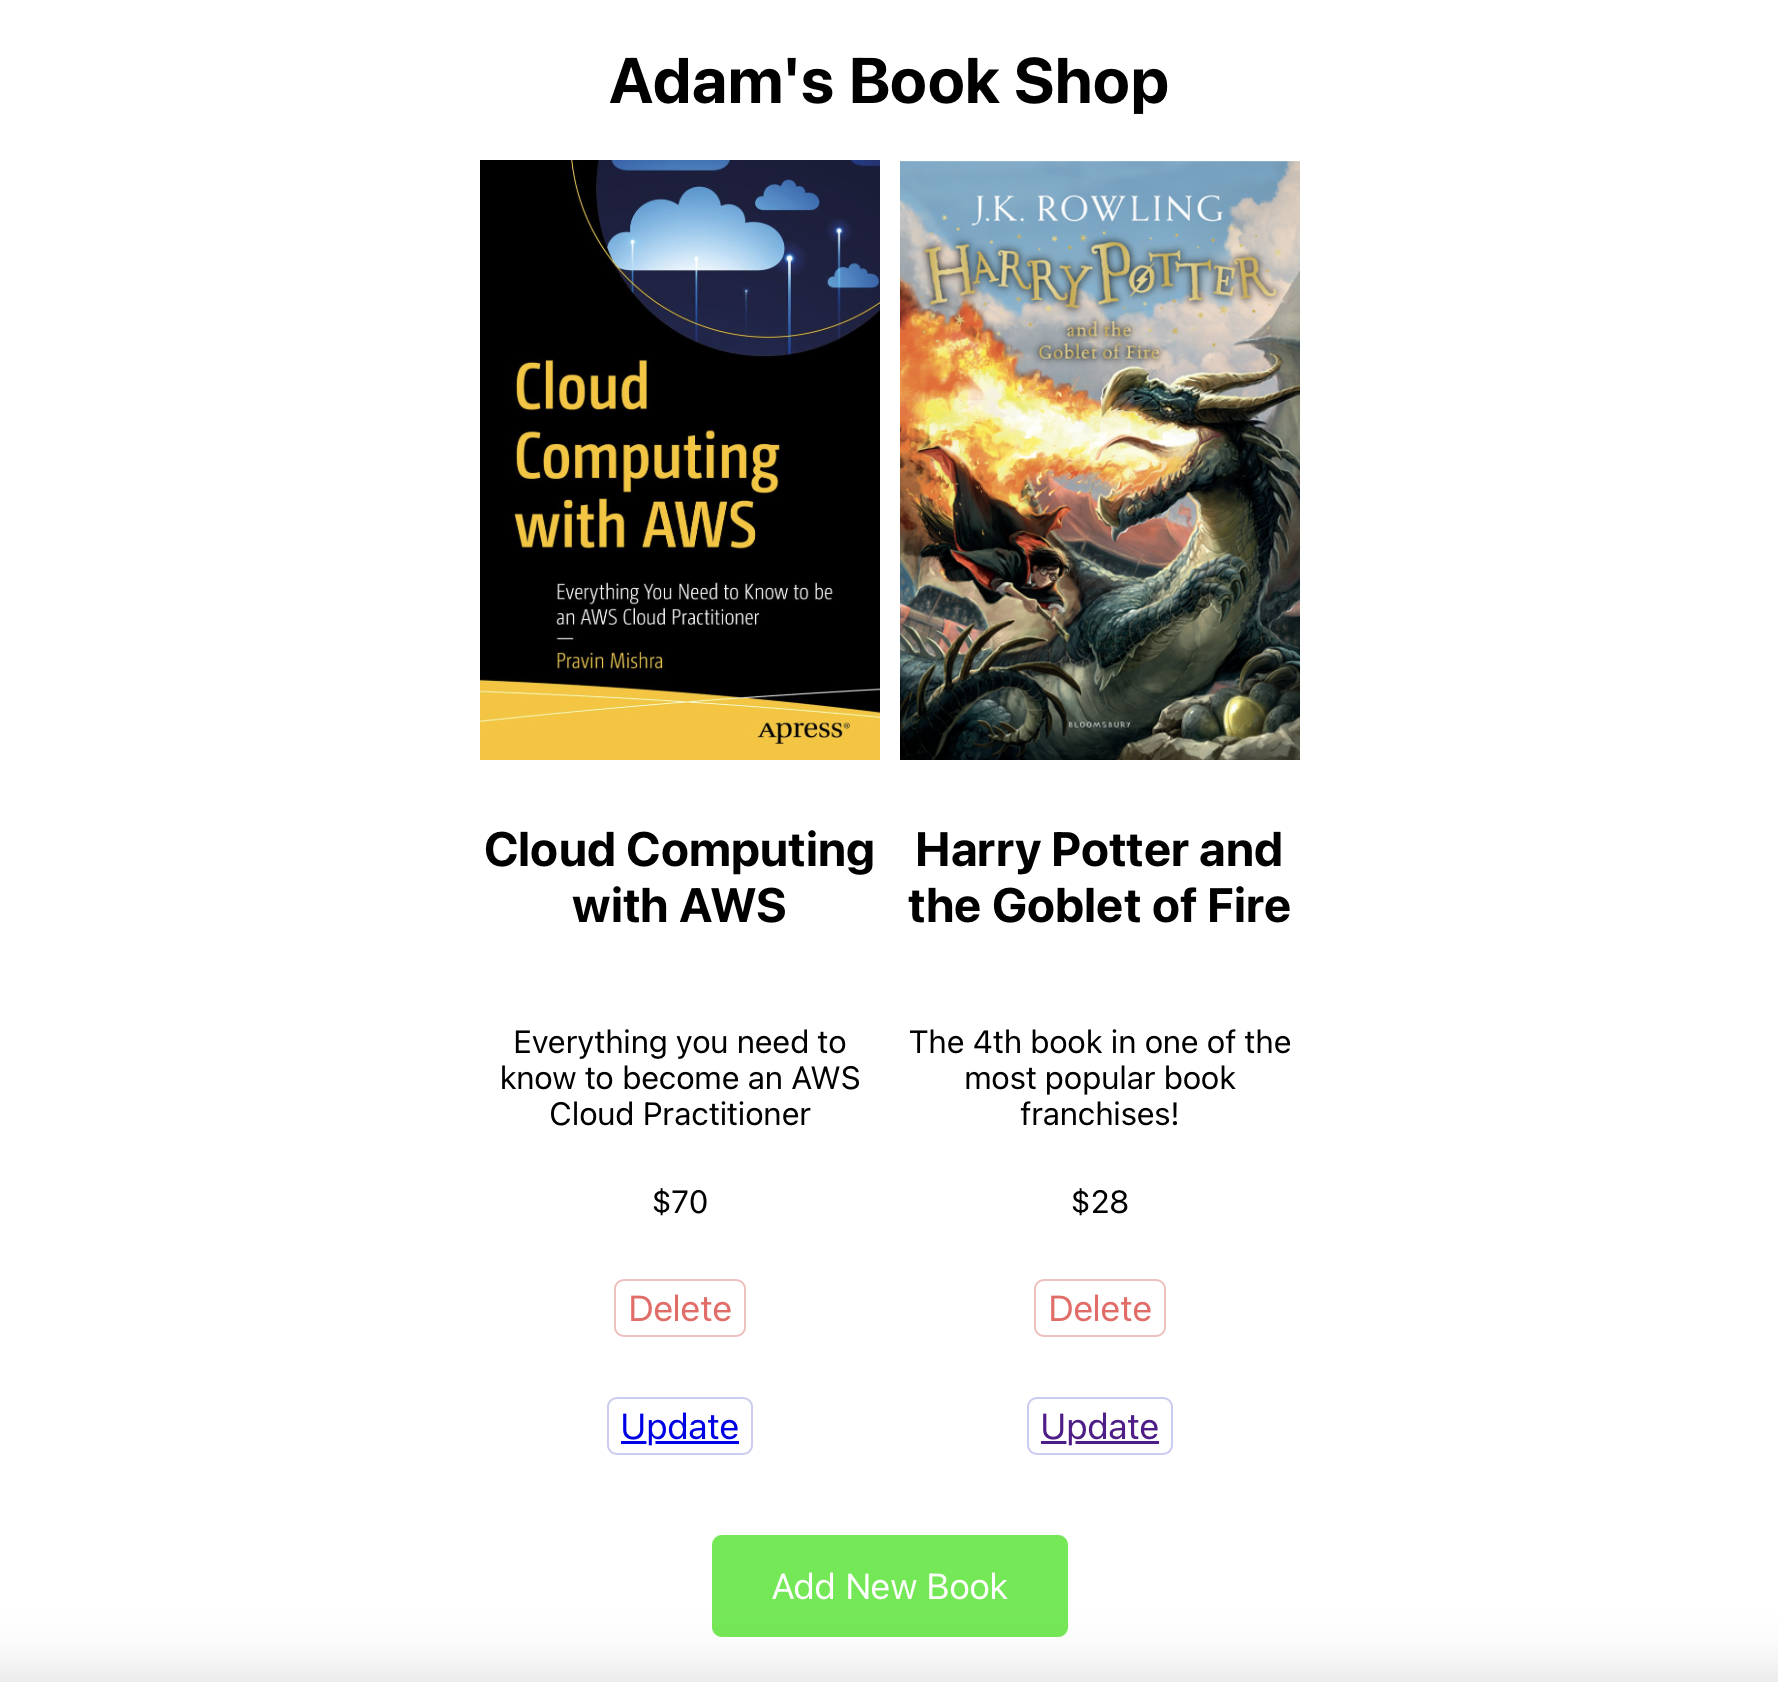 Adam's Book Shop
Cloud
Computing
with AWS
Everything You Need to Know to be
an AWS Cloud Practitioner
—
Pravin Mishra
Apress®
J.K. ROWLING
HARRY POTTER
and the
Goblet of Fire
BLOOMSBURY
Cloud Computing
with AWS
Everything you need to
know to become an AWS
Cloud Practitioner
$70
Delete
Update
Harry Potter and
the Goblet of Fire
The 4th book in one of the
most popular book
franchises!
$28
Delete
Update
Add New Book